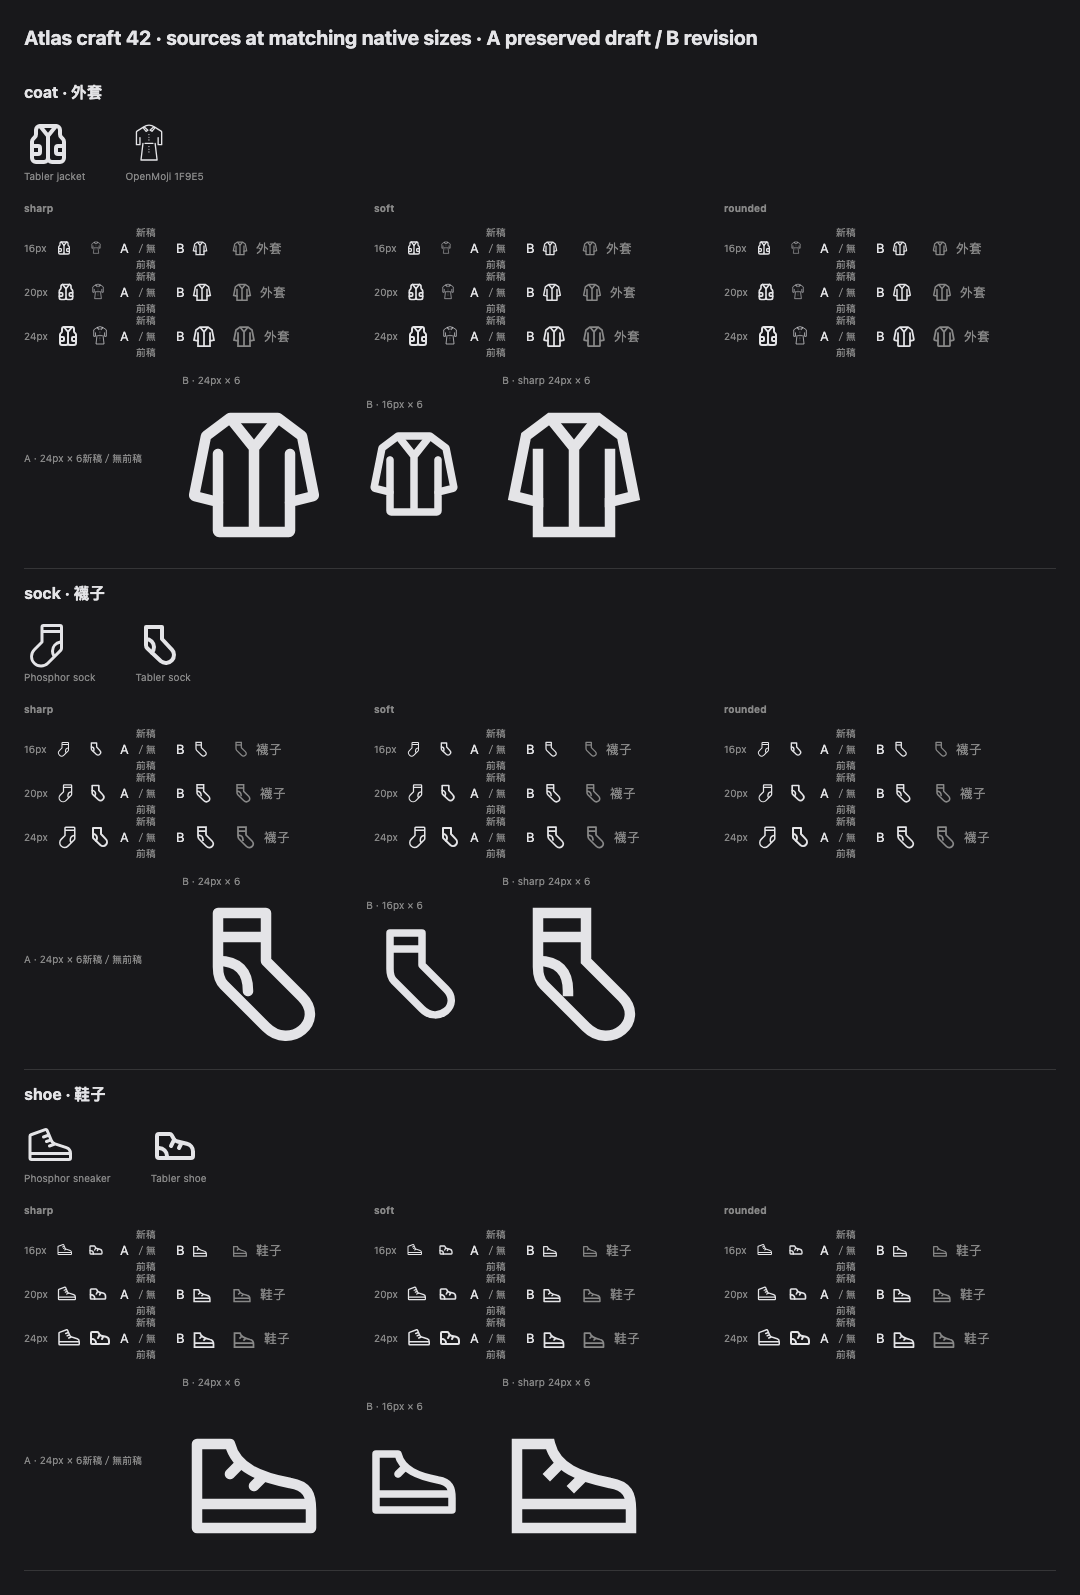 Atlas craft 42 · sources at matching native sizes · A preserved draft / B revision
coat · 外套
Tabler jacket
OpenMoji 1F9E5
sharp
soft
rounded
16px A 新稿 / 無前稿 B 外套
16px A 新稿 / 無前稿 B 外套
16px A 新稿 / 無前稿 B 外套
20px A 新稿 / 無前稿 B 外套
20px A 新稿 / 無前稿 B 外套
20px A 新稿 / 無前稿 B 外套
24px A 新稿 / 無前稿 B 外套
24px A 新稿 / 無前稿 B 外套
24px A 新稿 / 無前稿 B 外套
A · 24px × 6新稿 / 無前稿
B · 24px × 6
B · 16px × 6
B · sharp 24px × 6
sock · 襪子
Phosphor sock
Tabler sock
sharp
soft
rounded
16px A 新稿 / 無前稿 B 襪子
16px A 新稿 / 無前稿 B 襪子
16px A 新稿 / 無前稿 B 襪子
20px A 新稿 / 無前稿 B 襪子
20px A 新稿 / 無前稿 B 襪子
20px A 新稿 / 無前稿 B 襪子
24px A 新稿 / 無前稿 B 襪子
24px A 新稿 / 無前稿 B 襪子
24px A 新稿 / 無前稿 B 襪子
A · 24px × 6新稿 / 無前稿
B · 24px × 6
B · 16px × 6
B · sharp 24px × 6
shoe · 鞋子
Phosphor sneaker
Tabler shoe
sharp
soft
rounded
16px A 新稿 / 無前稿 B 鞋子
16px A 新稿 / 無前稿 B 鞋子
16px A 新稿 / 無前稿 B 鞋子
20px A 新稿 / 無前稿 B 鞋子
20px A 新稿 / 無前稿 B 鞋子
20px A 新稿 / 無前稿 B 鞋子
24px A 新稿 / 無前稿 B 鞋子
24px A 新稿 / 無前稿 B 鞋子
24px A 新稿 / 無前稿 B 鞋子
A · 24px × 6新稿 / 無前稿
B · 24px × 6
B · 16px × 6
B · sharp 24px × 6